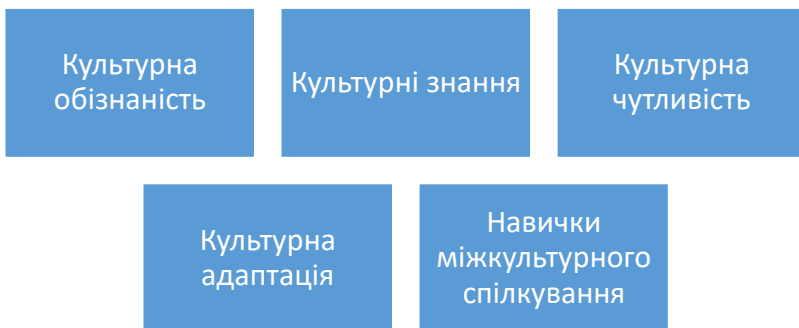 Культурна
обізнаність
Культурні знання
Культурна
чутливість
Культурна
адаптація
Навички
міжкультурного
спілкування